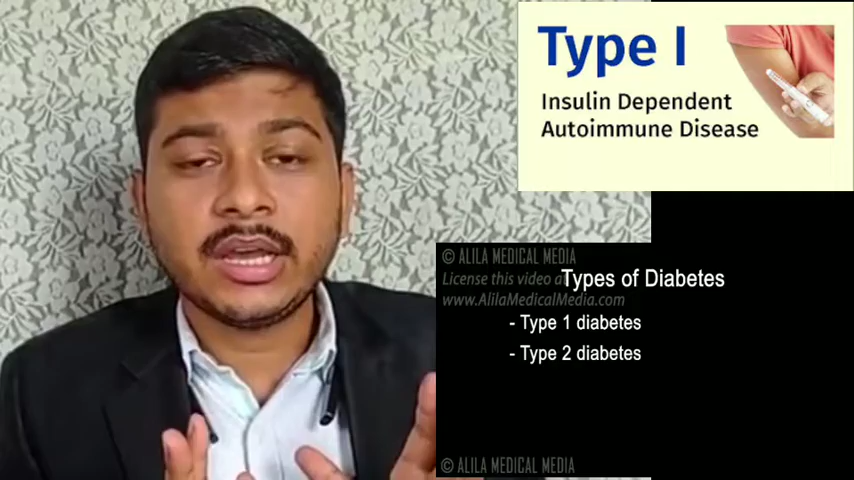 Type I
Insulin Dependent
Autoimmune Disease
© ALILA MEDICAL MEDIA
License this video at
www.AlilaMedicalMedia.com
Types of Diabetes
- Type 1 diabetes
- Type 2 diabetes
© ALILA MEDICAL MEDIA